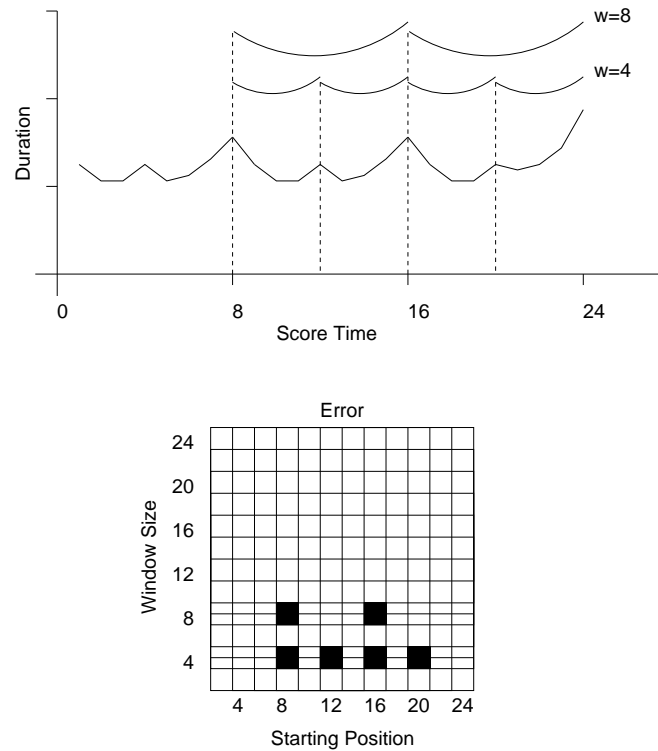 w=8
w=4
Duration
0 8 16 24
Score Time
Error
24
20
16
12
8
4
Window Size
4 8 12 16 20 24
Starting Position